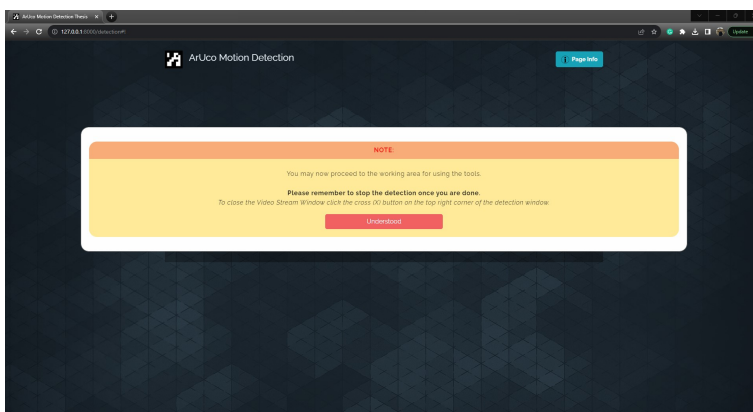 ArUco Motion Detection Thesis
127.0.0.1:8000/detection#!
Update
ArUco Motion Detection
Page Info
NOTE:
You may now proceed to the working area for using the tools.
Please remember to stop the detection once you are done.
To close the Video Stream Window click the cross (X) button on the top right corner of the detection window.
Understood